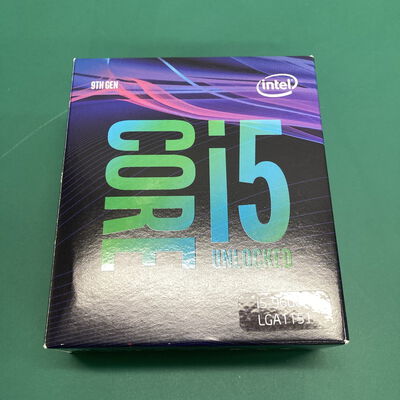 9TH GEN
intel
CORE
i5
UNLOCKED
LGA1151